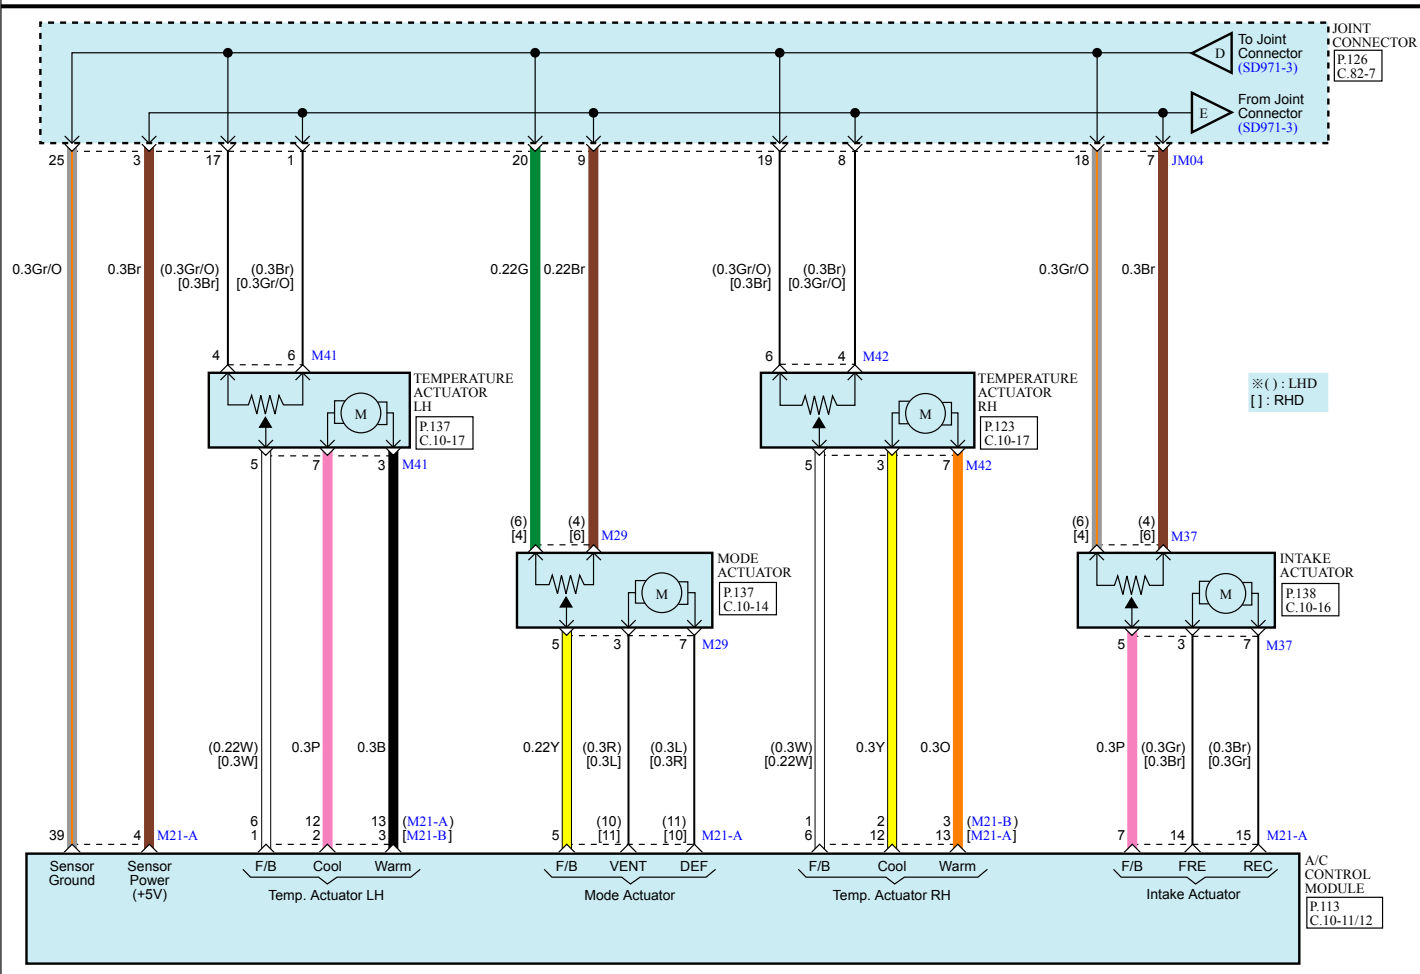 JOINT
CONNECTOR
P.126
C.82-7
D
To Joint
Connector
(SD971-3)
E
From Joint
Connector
(SD971-3)
25 3 17 1 20 9 19 8 18 7 JM04
0.3Gr/O 0.3Br (0.3Gr/O) (0.3Br) 0.22G 0.22Br (0.3Gr/O) (0.3Br) 0.3Gr/O 0.3Br
[0.3Br] [0.3Gr/O] [0.3Br] [0.3Gr/O]
4 6 M41 6 4 M42
TEMPERATURE
ACTUATOR
LH
P.137
C.10-17
M
TEMPERATURE
ACTUATOR
RH
P.123
C.10-17
M
※( ) : LHD
[ ] : RHD
5 7 3 M41 5 3 7 M42
(6) (4) (6) (4)
[4] [6] M29 [4] [6] M37
MODE
ACTUATOR
P.137
C.10-14
M
INTAKE
ACTUATOR
P.138
C.10-16
M
5 3 7 M29 5 3 7 M37
(0.22W) 0.3P 0.3B 0.22Y (0.3R) (0.3L) (0.3W) 0.3Y 0.3O 0.3P (0.3Gr) (0.3Br)
[0.3W] [0.3L] [0.3R] [0.22W] [0.3Br] [0.3Gr]
6 12 13 (M21-A) (10) (11) 1 2 3 (M21-B)
39 4 M21-A 1 2 3 [M21-B] 5 [11] [10] M21-A 6 12 13 [M21-A] 7 14 15 M21-A
Sensor
Ground
Sensor
Power
(+5V)
F/B Cool Warm
Temp. Actuator LH
F/B VENT DEF
Mode Actuator
F/B Cool Warm
Temp. Actuator RH
F/B FRE REC
Intake Actuator
A/C
CONTROL
MODULE
P.113
C.10-11/12